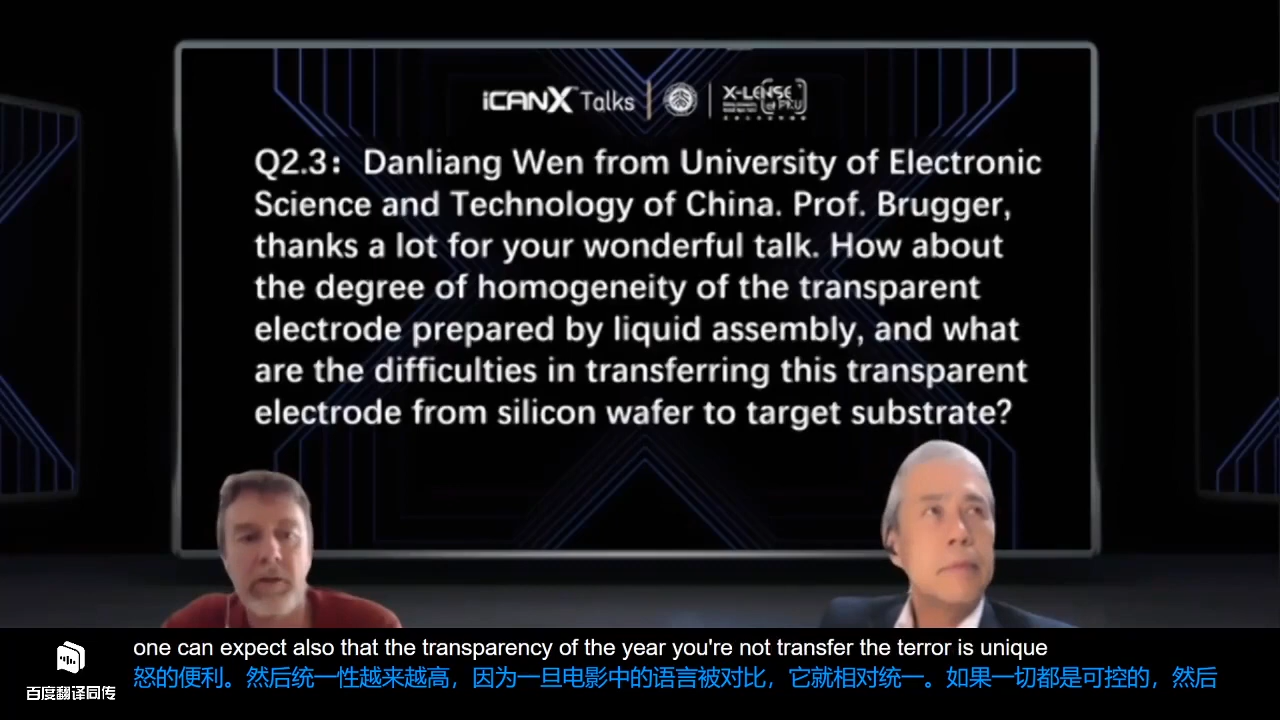 iCANX Talks
X-LENSE
PKU
Q2.3: Danliang Wen from University of Electronic
Science and Technology of China. Prof. Brugger,
thanks a lot for your wonderful talk. How about
the degree of homogeneity of the transparent
electrode prepared by liquid assembly, and what
are the difficulties in transferring this transparent
electrode from silicon wafer to target substrate?
one can expect also that the transparency of the year you're not transfer the terror is unique
怒的便利。然后统一性越来越高，因为一旦电影中的语言被对比，它就相对统一。如果一切都是可控的，然后
百度翻译同传